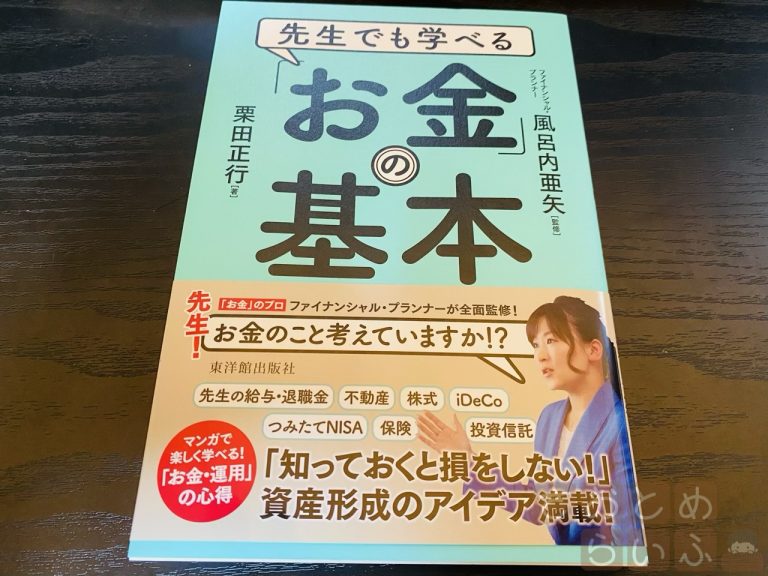 先生でも学べる
「お金」
の
基本
ファイナンシャル・
プランナー
風呂内亜矢[監修]
栗田正行[著]
先生!
「お金」のプロ ファイナンシャル・プランナーが全面監修!
お金のこと考えていますか!?
東洋館出版社
先生の給与・退職金 不動産 株式 iDeCo
つみたてNISA 保険 投資信託
マンガで
楽しく学べる!
「お金・運用」
の心得
「知っておくと損をしない!」
資産形成のアイデア満載!
おとめ
らいふ